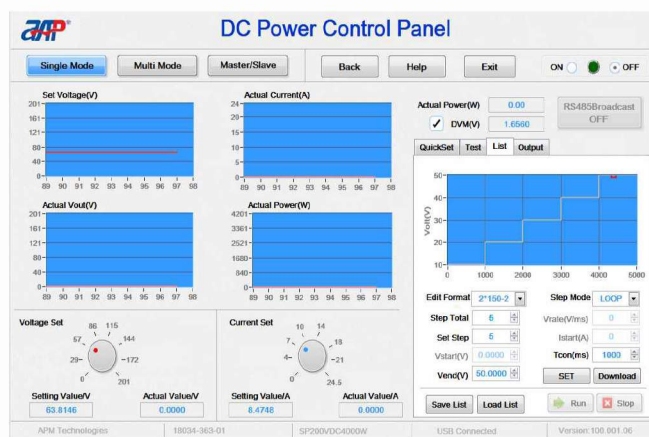 AAP®
DC Power Control Panel
Single Mode Multi Mode Master/Slave Back Help Exit ON OFF
Set Voltage(V) Actual Current(A)
201 161 121 80 40 0
89 90 91 92 93 94 95 96 97 98
24 20 15 10 5 0
89 90 91 92 93 94 95 96 97 98
Actual Power(W) 0.00 RS485Broadcast
DVM(V) 1.6560 OFF
QuickSet Test List Output
Actual Vout(V) Actual Power(W)
201 161 121 80 40 0
89 90 91 92 93 94 95 96 97 98
4201 3361 2521 1680 840 0
89 90 91 92 93 94 95 96 97 98
Volt(V)
50 40 30 20 10
0 1000 2000 3000 4000 5000
Edit Format 2*150-2 Step Mode LOOP
Step Total 5 Vrate(V/ms) 0
Set Step 5 Istart(A) 0
Vstart(V) 0.0000 Tcon(ms) 1000
Vend(V) 50.0000 SET Download
Save List Load List Run Stop
Voltage Set
0 29 57 86 115 144 172 201
Setting Value/V Actual Value/V
63.8146 0.0000
Current Set
0 4 7 10 14 18 21 24.5
Setting Value/A Actual Value/A
8.4748 0.0000
APM Technologies 18034-363-01 SP200VDC4000W USB Connected Version:100.001.06